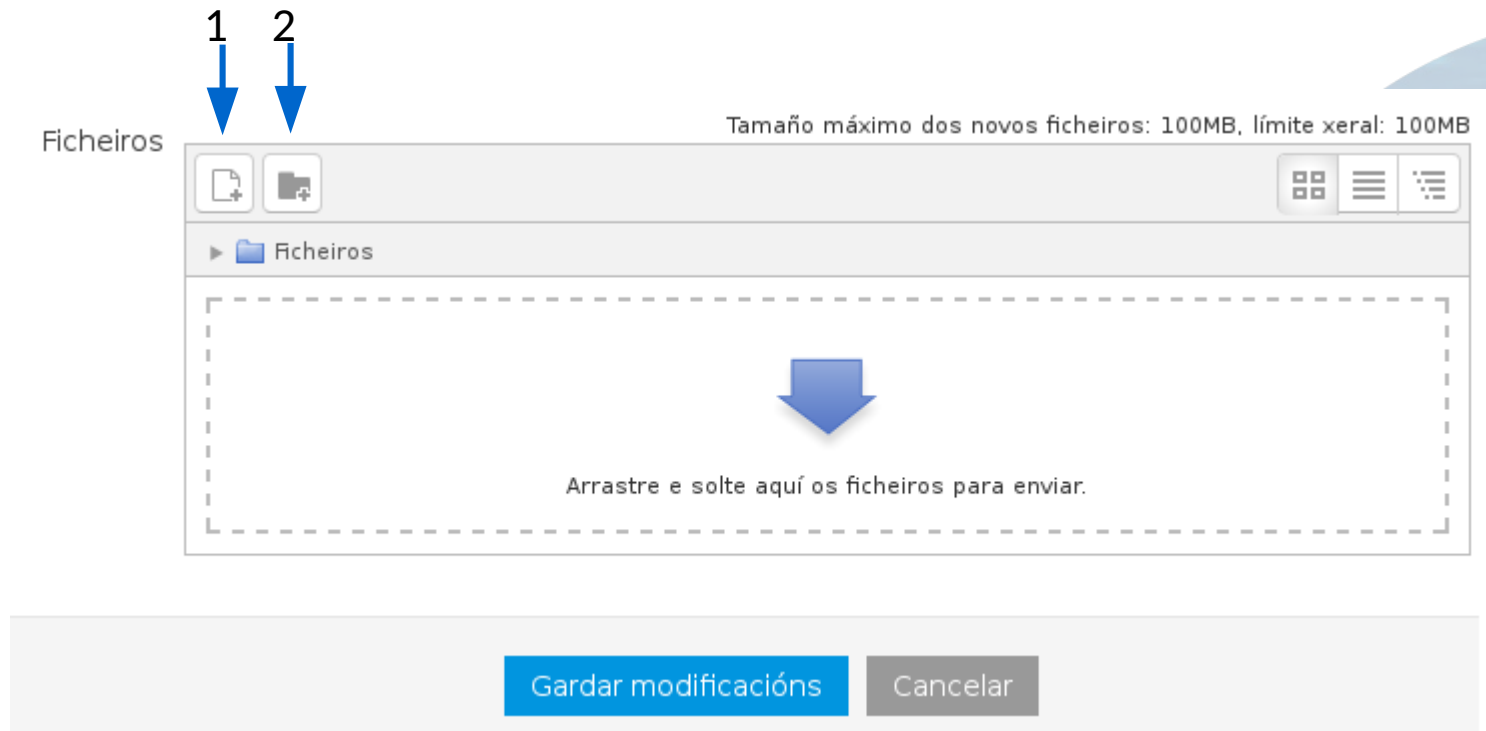 1 2
Tamaño máximo dos novos ficheiros: 100MB, límite xeral: 100MB
Ficheiros
Ficheiros
Arrastre e solte aquí os ficheiros para enviar.
Gardar modificacións Cancelar